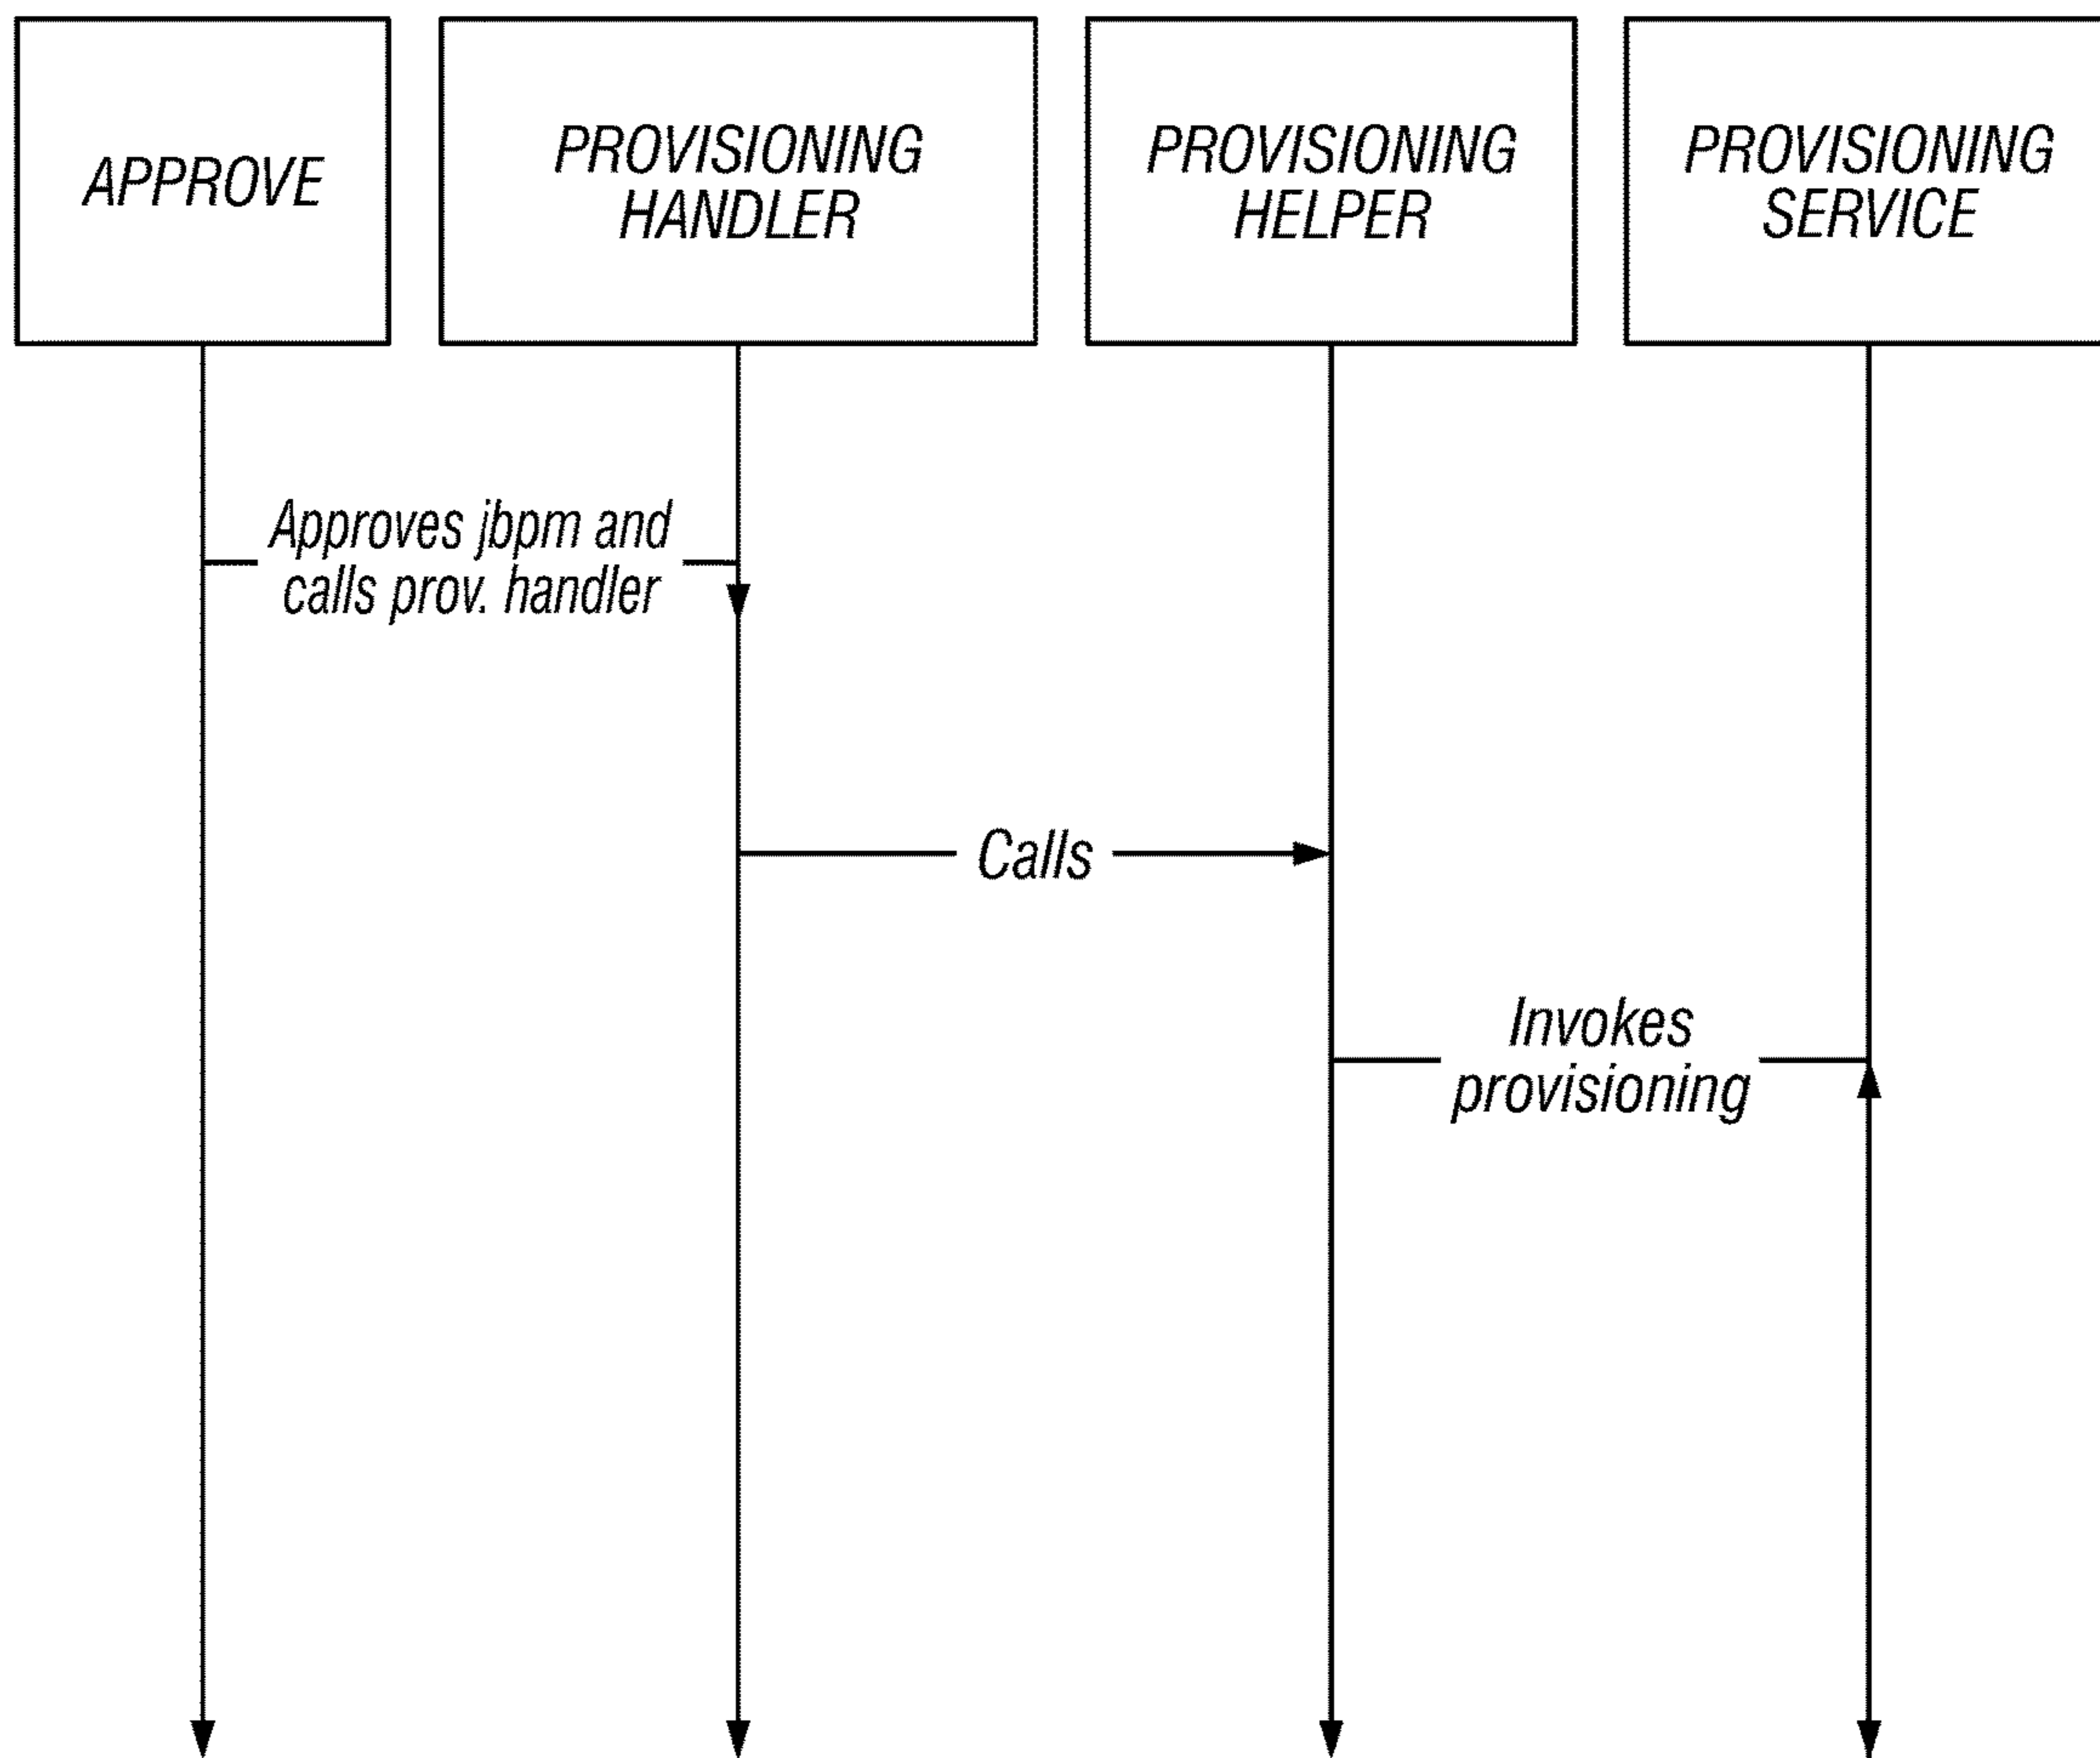 APPROVE
PROVISIONING
HANDLER
PROVISIONING
HELPER
PROVISIONING
SERVICE
Approves jbpm and
calls prov. handler
Calls
Invokes
provisioning